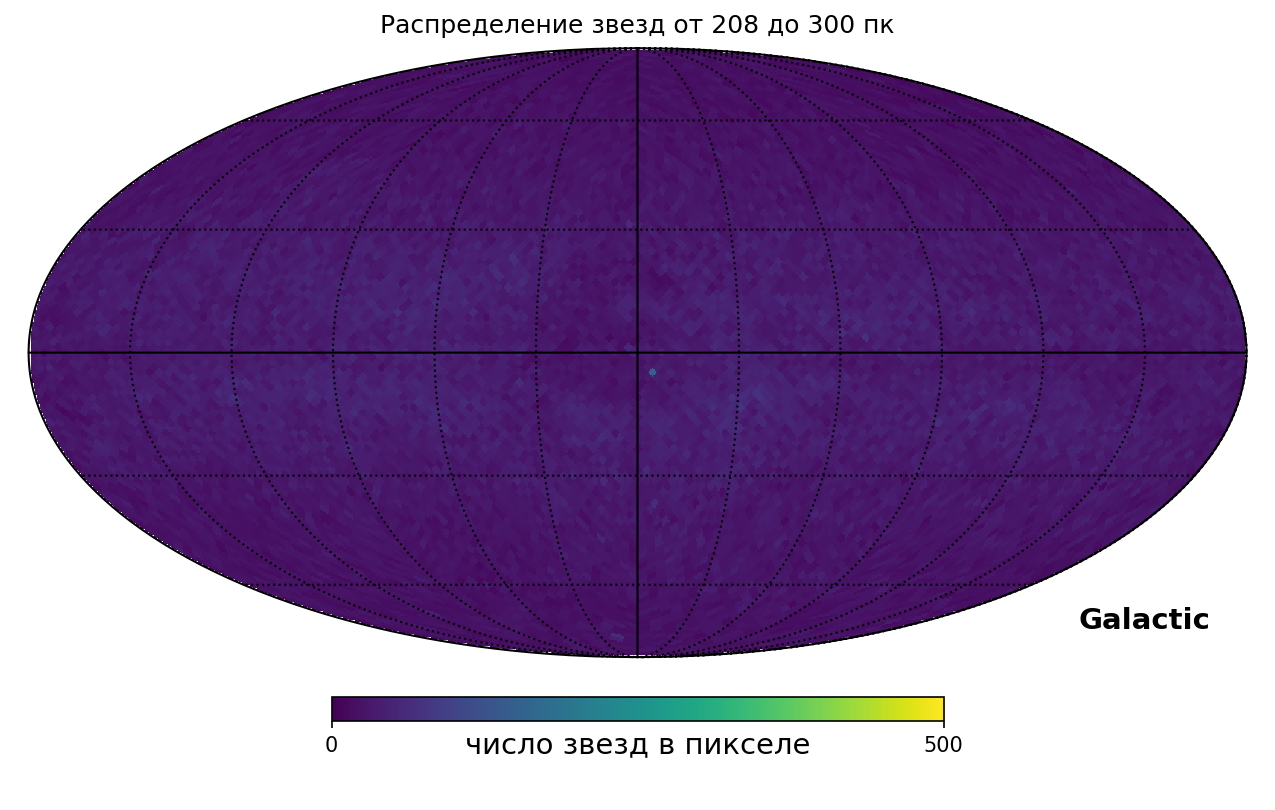 Распределение звезд от 208 до 300 пк
Galactic
0
число звезд в пикселе
500